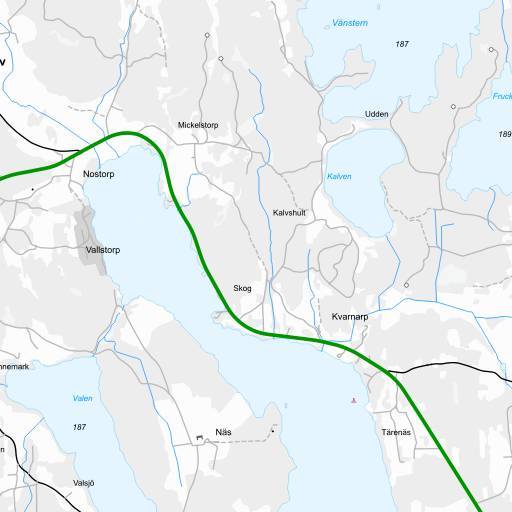 Vänstern
187
v
Fruck
Udden
Mickelstorp
189
Nostorp
Kalven
Kalvshult
Vallstorp
Skog
Kvarnarp
nnemark
Valen
187
Näs
Tärenäs
n
Valsjö